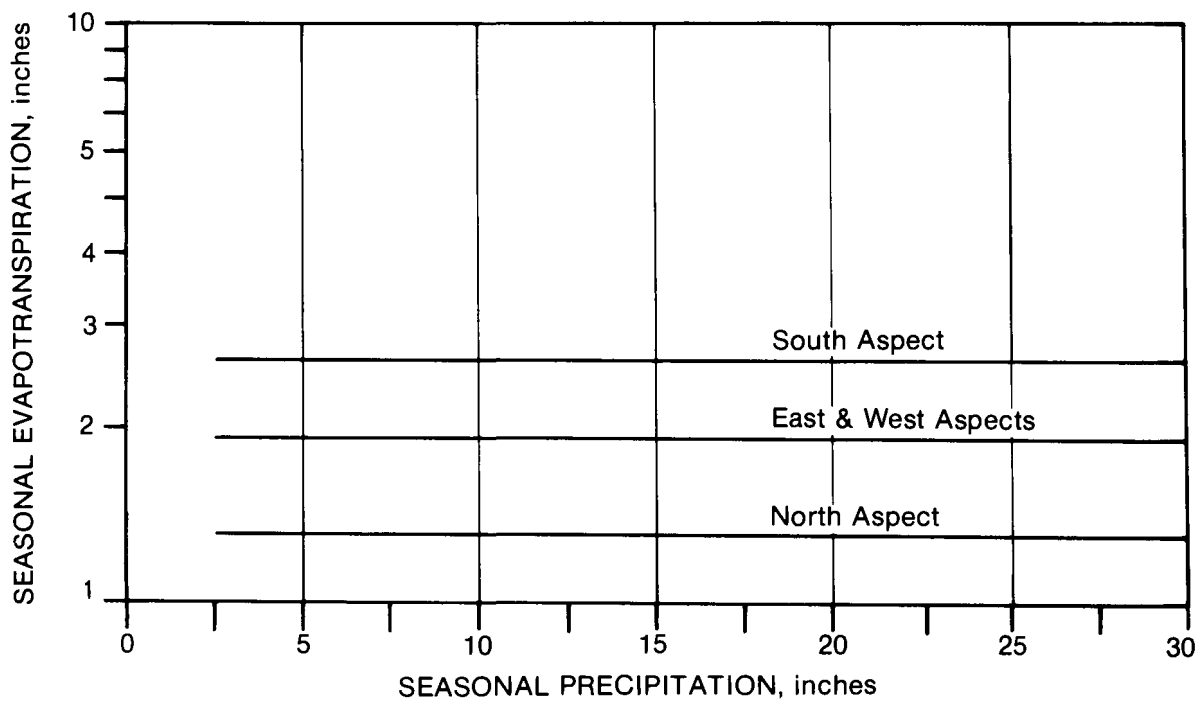 SEASONAL EVAPOTRANSPIRATION, inches
10
5
4
3
2
1
South Aspect
East & West Aspects
North Aspect
0 5 10 15 20 25 30
SEASONAL PRECIPITATION, inches